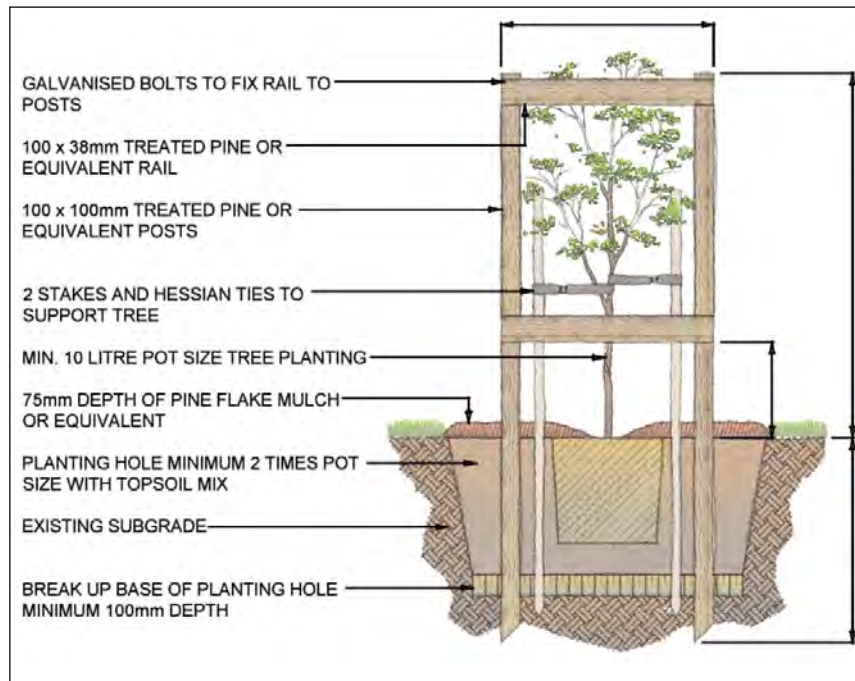 GALVANISED BOLTS TO FIX RAIL TO
POSTS
100 x 38mm TREATED PINE OR
EQUIVALENT RAIL
100 x 100mm TREATED PINE OR
EQUIVALENT POSTS
2 STAKES AND HESSIAN TIES TO
SUPPORT TREE
MIN. 10 LITRE POT SIZE TREE PLANTING
75mm DEPTH OF PINE FLAKE MULCH
OR EQUIVALENT
PLANTING HOLE MINIMUM 2 TIMES POT
SIZE WITH TOPSOIL MIX
EXISTING SUBGRADE
BREAK UP BASE OF PLANTING HOLE
MINIMUM 100mm DEPTH